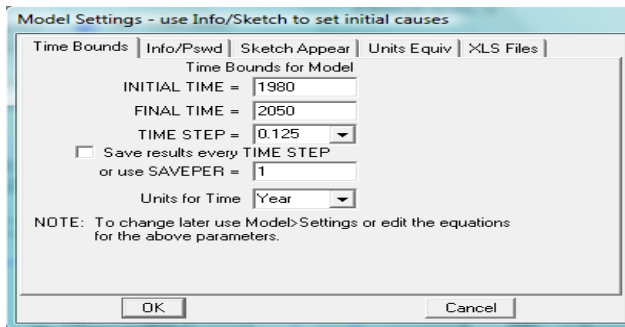 Model Settings - use Info/Sketch to set initial causes
Time Bounds Info/Pswd Sketch Appear Units Equiv XLS Files
Time Bounds for Model
INITIAL TIME = 1980
FINAL TIME = 2050
TIME STEP = 0.125
Save results every TIME STEP
or use SAVEPER = 1
Units for Time Year
NOTE: To change later use Model>Settings or edit the equations
for the above parameters.
OK Cancel